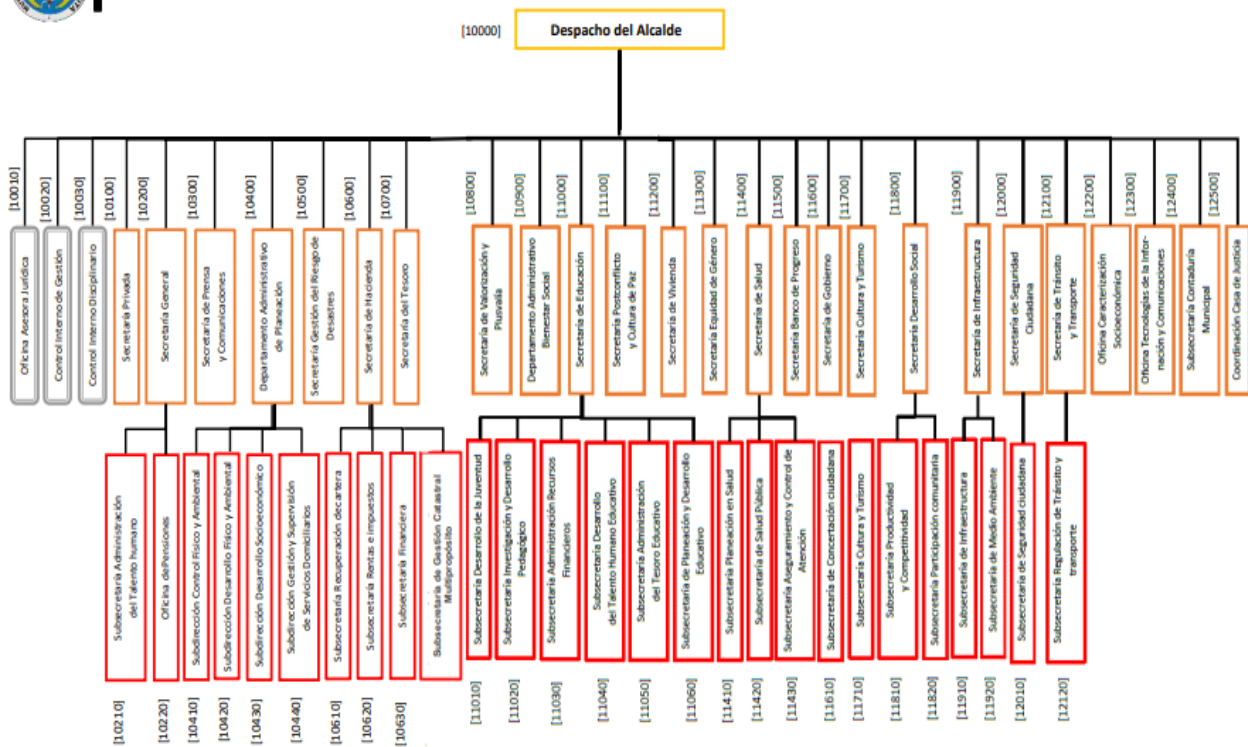 [10000]
Despacho del Alcalde
[10010]
[10020]
[10030]
[10100]
[10200]
[10300]
[10400]
[10500]
[10600]
[10700]
[10800]
[10900]
[11000]
[11100]
[11200]
[11300]
[11400]
[11500]
[11600]
[11700]
[11800]
[11900]
[12000]
[12100]
[12200]
[12300]
[12400]
[12500]
Oficina Asesora Jurídica
Control Interno de Gestión
Control Interno Disciplinario
Secretaría Privada
Secretaría General
Secretaría de Prensa
y Comunicaciones
Departamento Administrativo
de Planeación
Secretaría Gestión del Riesgo de
Desastres
Secretaría de Hacienda
Secretaría del Tesoro
Secretaría de Valorización y
Plusvalía
Departamento Administrativo
Bienestar Social
Secretaría de Educación
Secretaría Postconflicto
y Cultura de Paz
Secretaría de Vivienda
Secretaría Equidad de Género
Secretaría de Salud
Secretaría Banco de Progreso
Secretaría de Gobierno
Secretaría Cultura y Turismo
Secretaría Desarrollo Social
Secretaría de Infraestructura
Secretaría de Seguridad
Ciudadana
Secretaría de Tránsito
y Transporte
Oficina Caracterización
Socioeconómica
Oficina Tecnologías de la Infor-
nación y Comunicaciones
Subsecretaría Contaduría
Municipal
Coordinación Casa de Justicia
Subsecretaría Administración
del Talento humano
Oficina dePensiones
Subdirección Control Físico y Ambiental
Subdirección Desarrollo Físico y Ambiental
Subdirección Desarrollo Socioeconómico
Subdirección Gestión y Supervisión
de Servicios Domiciliarios
Subsecretaría Recuperación decartera
Subsecretaría Rentas e impuestos
Subsecretaría Financiera
Subsecretaría de Gestión Catastral
Multipropósito
Subsecretaría Desarrollo de la Juventud
Subsecretaría Investigación y Desarrollo
Pedagógico
Subsecretaría Administración Recursos
Financieros
Subsecretaría Desarrollo
del Talento Humano Educativo
Subsecretaría Administración
del Tesoro Educativo
Subsecretaría de Planeación y Desarrollo
Educativo
Subsecretaría Planeación en Salud
Subsecretaría de Salud Pública
Subsecretaría Aseguramiento y Control de
Atención
Subsecretaría de Concertación ciudadana
Subsecretaría Cultura y Turismo
Subsecretaría Productividad
y Competitividad
Subsecretaría Participación comunitaria
Subsecretaría de Infraestructura
Subsecretaría de Medio Ambiente
Subsecretaría de Seguridad ciudadana
Subsecretaría Regulación de Tránsito y
transporte
[10210]
[10220]
[10410]
[10420]
[10430]
[10440]
[10610]
[10620]
[10630]
[11010]
[11020]
[11030]
[11040]
[11050]
[11060]
[11410]
[11420]
[11430]
[11610]
[11710]
[11810]
[11820]
[11910]
[11920]
[12010]
[12120]